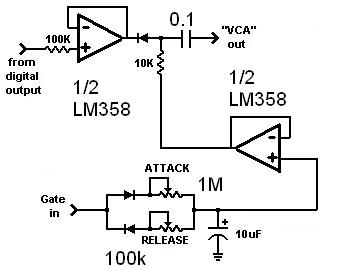 100K
0.1
"VCA"
out
from
digital
output
10K
1/2
LM358
1/2
LM358
ATTACK
1M
Gate
in
RELEASE
100k
+
10uF